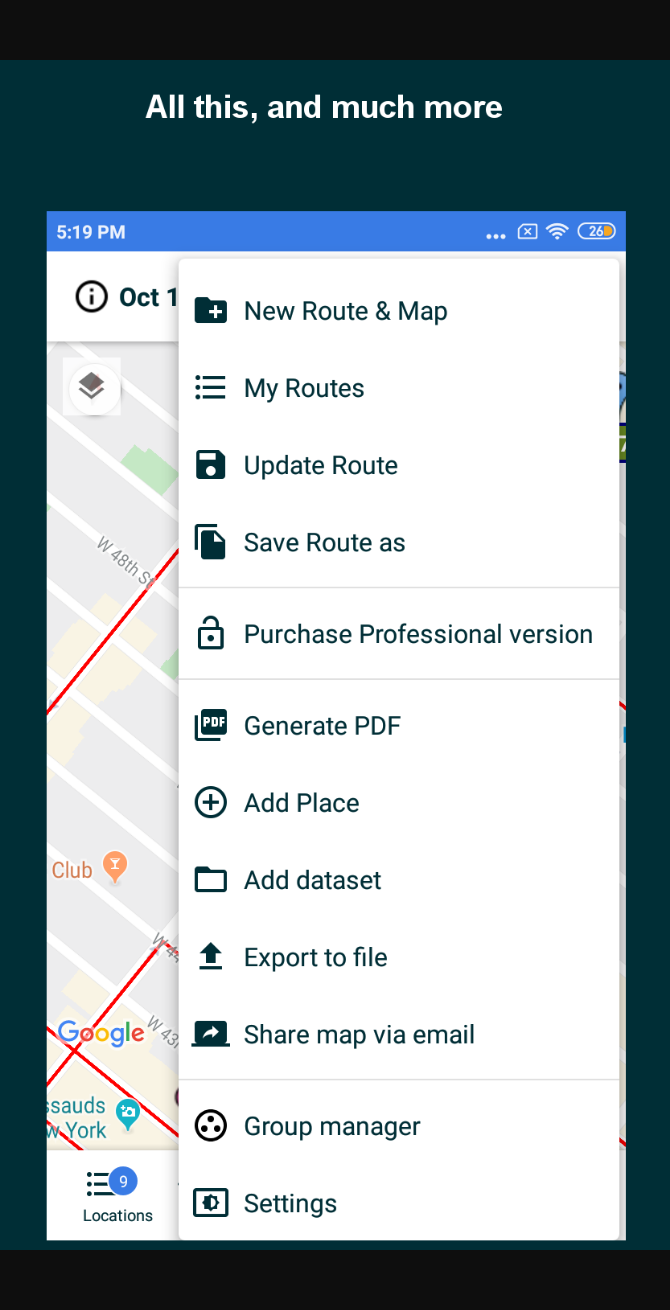 All this, and much more
5:19 PM
26
Oct 1
New Route & Map
My Routes
Update Route
W 48th St
Save Route as
Purchase Professional version
PDF
Generate PDF
Add Place
Club
Add dataset
W 44
Export to file
Google
W 43
Share map via email
ssauds
w York
Group manager
9
Locations
Settings